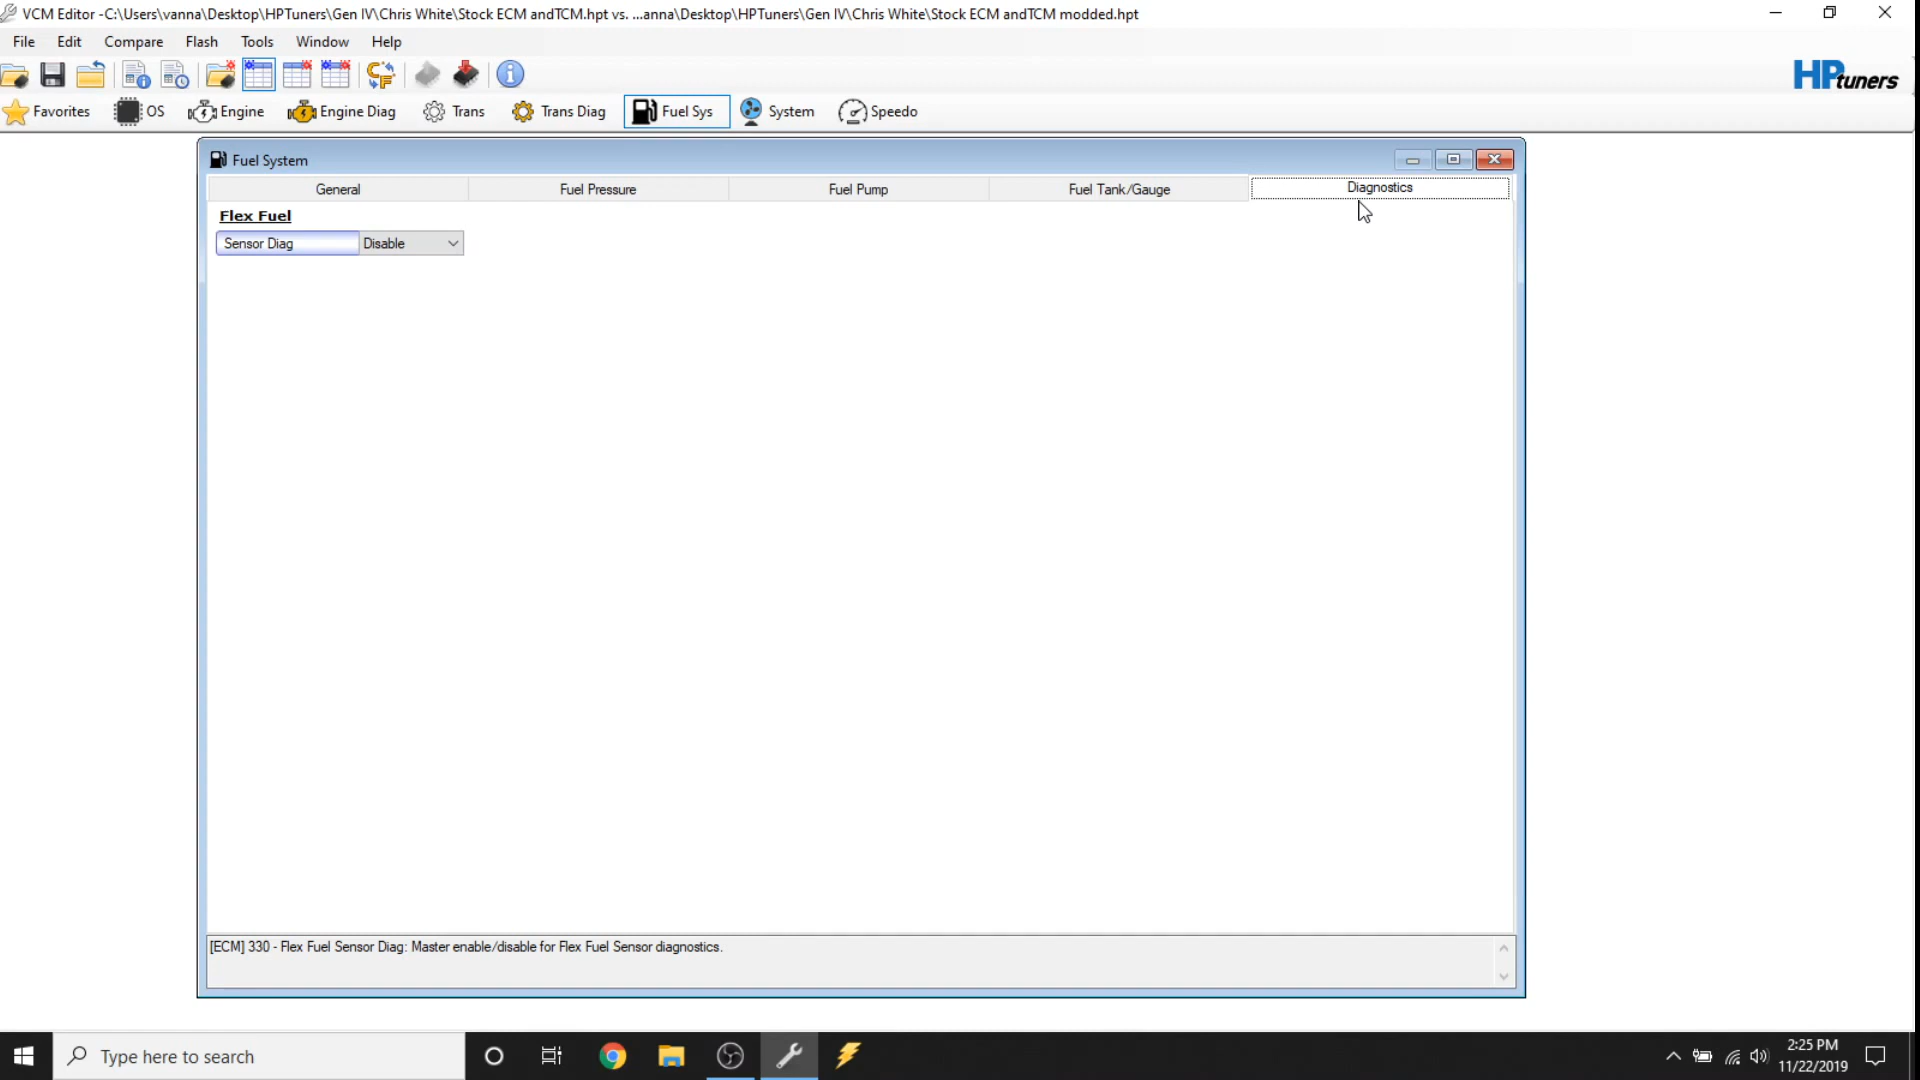 VCM Editor -C:\Users\vanna\Desktop\HPTuners\Gen IV\Chris White\Stock ECM andTCM.hpt vs. ...anna\Desktop\HPTuners\Gen IV\Chris White\Stock ECM andTCM modded.hpt
File Edit Compare Flash Tools Window Help
HPtuners
Favorites OS Engine Engine Diag Trans Trans Diag Fuel Sys System Speedo
Fuel System
General Fuel Pressure Fuel Pump Fuel Tank/Gauge Diagnostics
Flex Fuel
Sensor Diag Disable
[ECM] 330 - Flex Fuel Sensor Diag: Master enable/disable for Flex Fuel Sensor diagnostics.
Type here to search
2:25 PM
11/22/2019